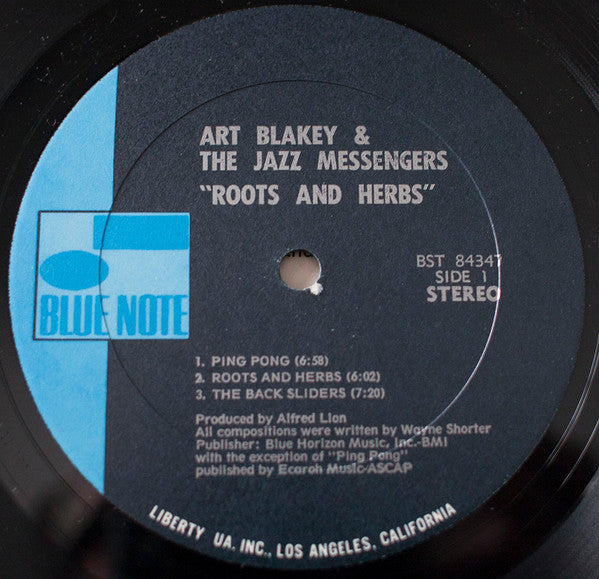 ART BLAKEY &
THE JAZZ MESSENGERS
"ROOTS AND HERBS"
BST 84347
SIDE 1
STEREO
BLUE NOTE
1. PING PONG (6:58)
2. ROOTS AND HERBS (6:02)
3. THE BACK SLIDERS (7:20)
Produced by Alfred Lion
All compositions were written by Wayne Shorter
Publisher: Blue Horizon Music, Inc.-BMI
with the exception of "Ping Pong"
published by Ecaroh Music-ASCAP
LIBERTY UA, INC., LOS ANGELES, CALIFORNIA